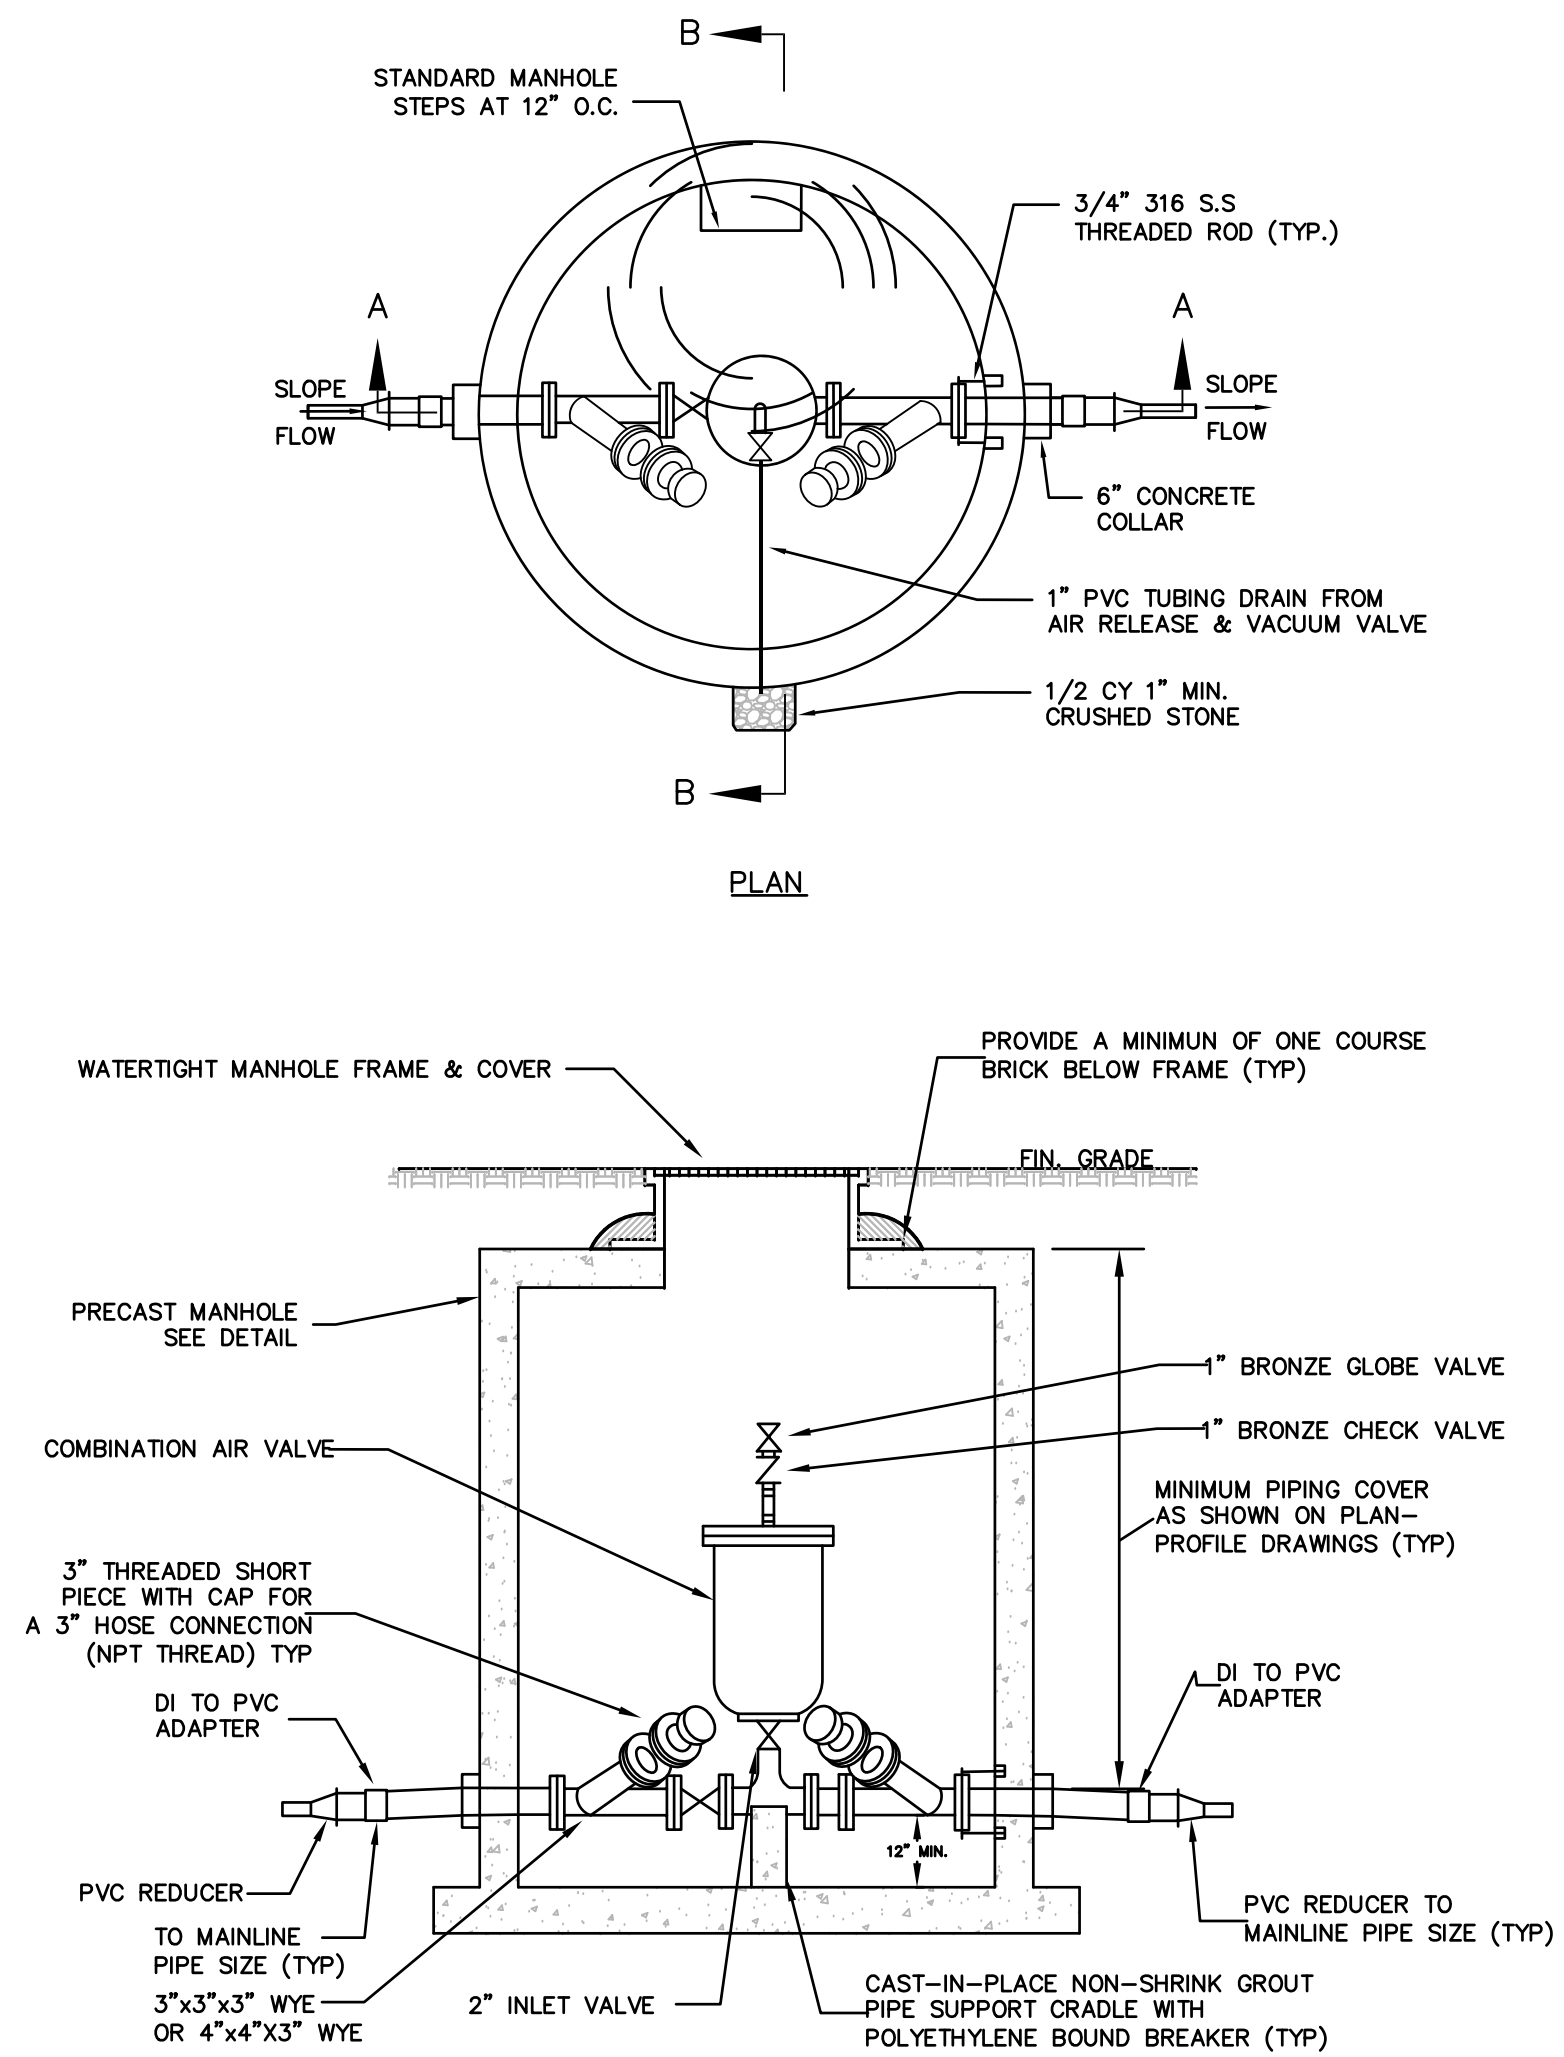 B
STANDARD MANHOLE
STEPS AT 12" O.C.
3/4" 316 S.S
THREADED ROD (TYP.)
A
A
SLOPE
FLOW
SLOPE
FLOW
6" CONCRETE
COLLAR
1" PVC TUBING DRAIN FROM
AIR RELEASE & VACUUM VALVE
1/2 CY 1" MIN.
CRUSHED STONE
B
PLAN
PROVIDE A MINIMUN OF ONE COURSE
BRICK BELOW FRAME (TYP)
WATERTIGHT MANHOLE FRAME & COVER
FIN. GRADE
PRECAST MANHOLE
SEE DETAIL
1" BRONZE GLOBE VALVE
1" BRONZE CHECK VALVE
COMBINATION AIR VALVE
MINIMUM PIPING COVER
AS SHOWN ON PLAN-
PROFILE DRAWINGS (TYP)
3" THREADED SHORT
PIECE WITH CAP FOR
A 3" HOSE CONNECTION
(NPT THREAD) TYP
DI TO PVC
ADAPTER
DI TO PVC
ADAPTER
12" MIN.
PVC REDUCER
TO MAINLINE
PIPE SIZE (TYP)
PVC REDUCER TO
MAINLINE PIPE SIZE (TYP)
3"x3"x3" WYE
OR 4"x4"X3" WYE
2" INLET VALVE
CAST-IN-PLACE NON-SHRINK GROUT
PIPE SUPPORT CRADLE WITH
POLYETHYLENE BOUND BREAKER (TYP)